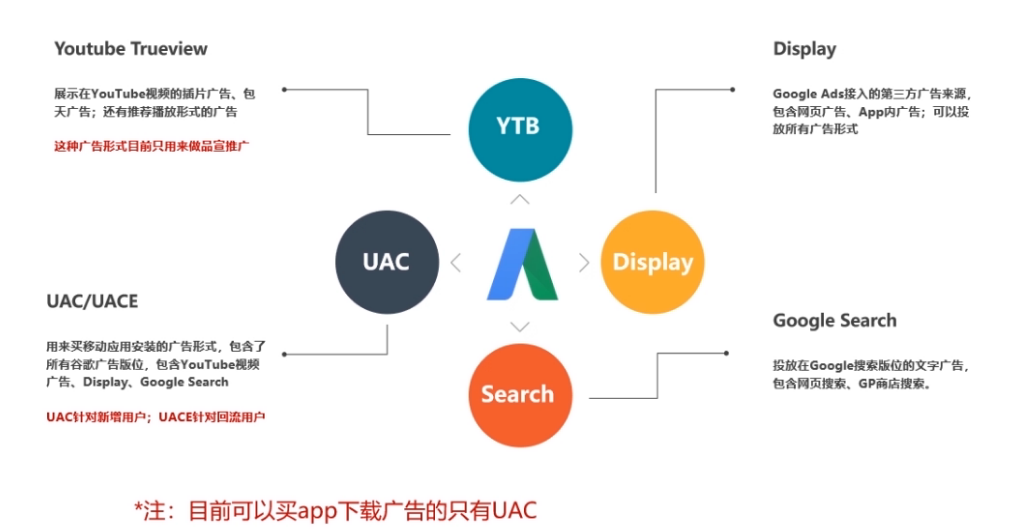 Youtube Trueview
展示在YouTube视频的插片广告、包
天广告；还有推荐播放形式的广告
这种广告形式目前只用来做品宣推广
YTB
Display
Google Ads接入的第三方广告来源，
包含网页广告、App内广告；可以投
放所有广告形式
UAC
Display
UAC/UACE
用来买移动应用安装的广告形式，包含了
所有谷歌广告版位，包含YouTube视频
广告、Display、Google Search
UAC针对新增用户；UACE针对回流用户
Search
Google Search
投放在Google搜索版位的文字广告，
包含网页搜索、GP商店搜索。
*注：目前可以买app下载广告的只有UAC